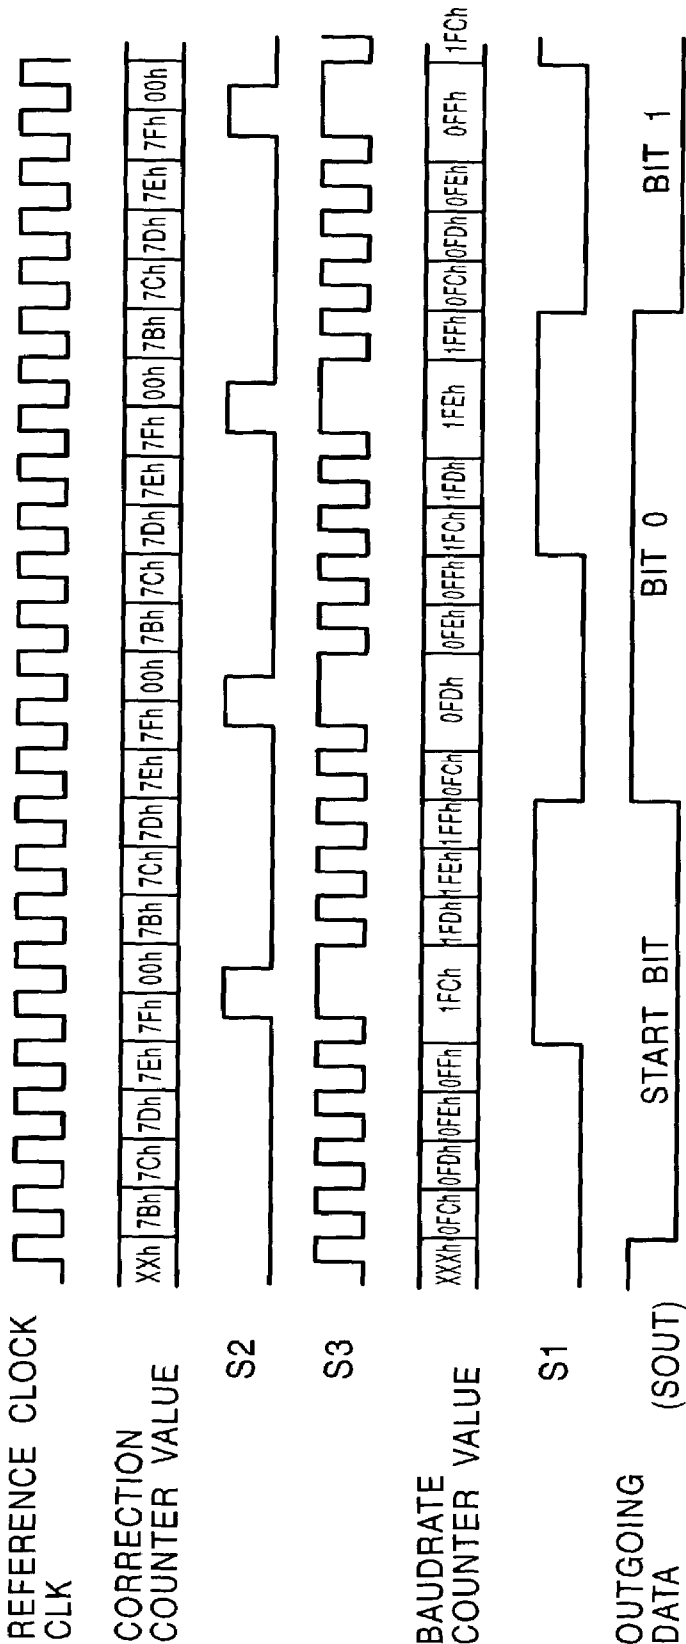 REFERENCE CLOCK
CLK
CORRECTION
COUNTER VALUE
XXh 7Bh 7Ch 7Dh 7Eh 7Fh 00h 7Bh 7Ch 7Dh 7Eh 7Fh 00h 7Bh 7Ch 7Dh 7Eh 7Fh 00h 7Bh 7Ch 7Dh 7Eh 7Fh 00h
S2
S3
BAUDRATE
COUNTER VALUE
XXXh 0FCh 0FDh 0FEh 0FFh 1FCh 1FDh 1FEh 1FFh 0FCh 0FDh 0FEh 0FFh 1FCh 1FDh 1FEh 1FFh 0FCh 0FDh 0FEh 0FFh 1FCh
S1
OUTGOING
DATA (SOUT)
START BIT BIT 0 BIT 1